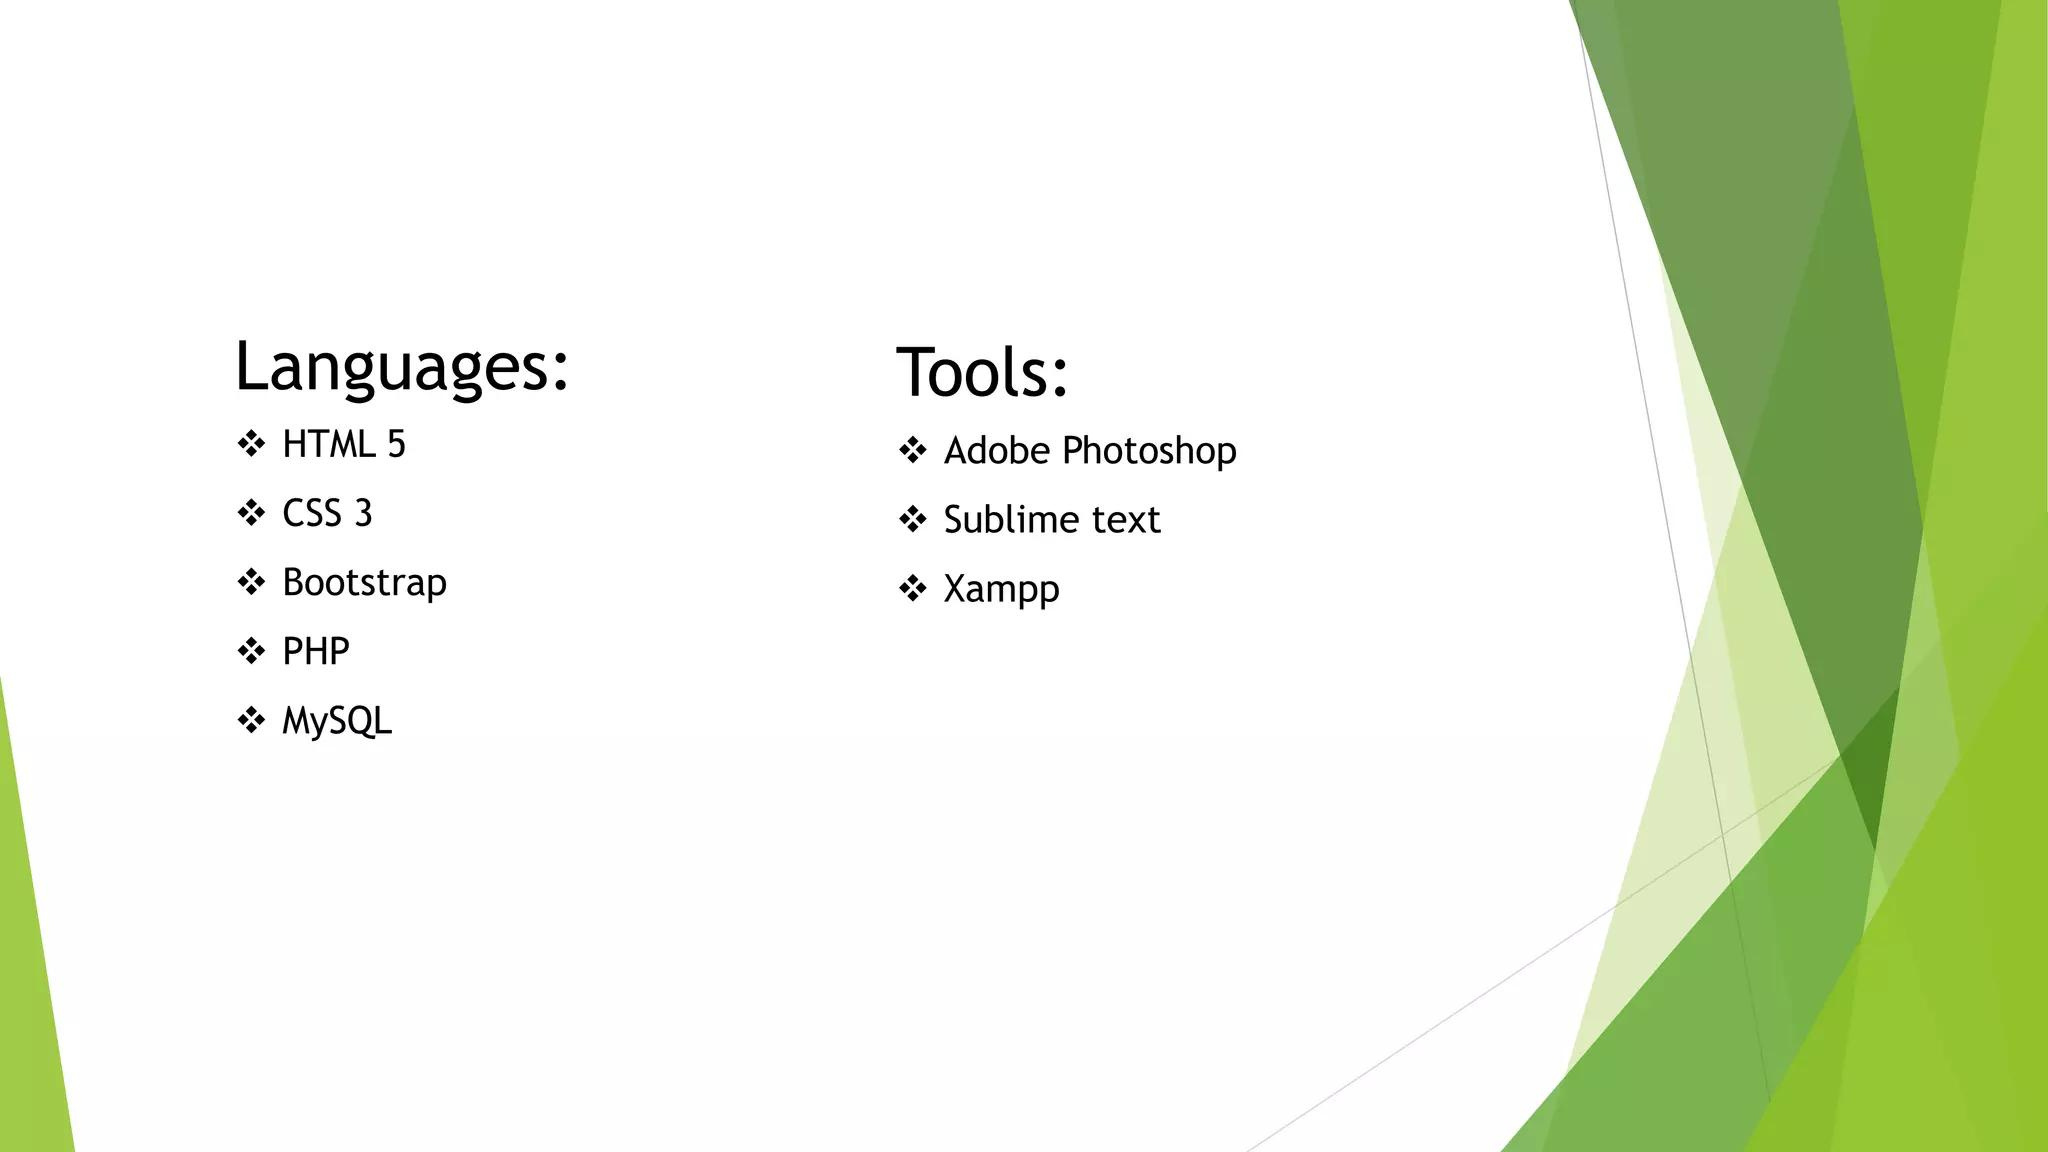 Languages:
❖ HTML 5
❖ CSS 3
❖ Bootstrap
❖ PHP
❖ MySQL
Tools:
❖ Adobe Photoshop
❖ Sublime text
❖ Xampp